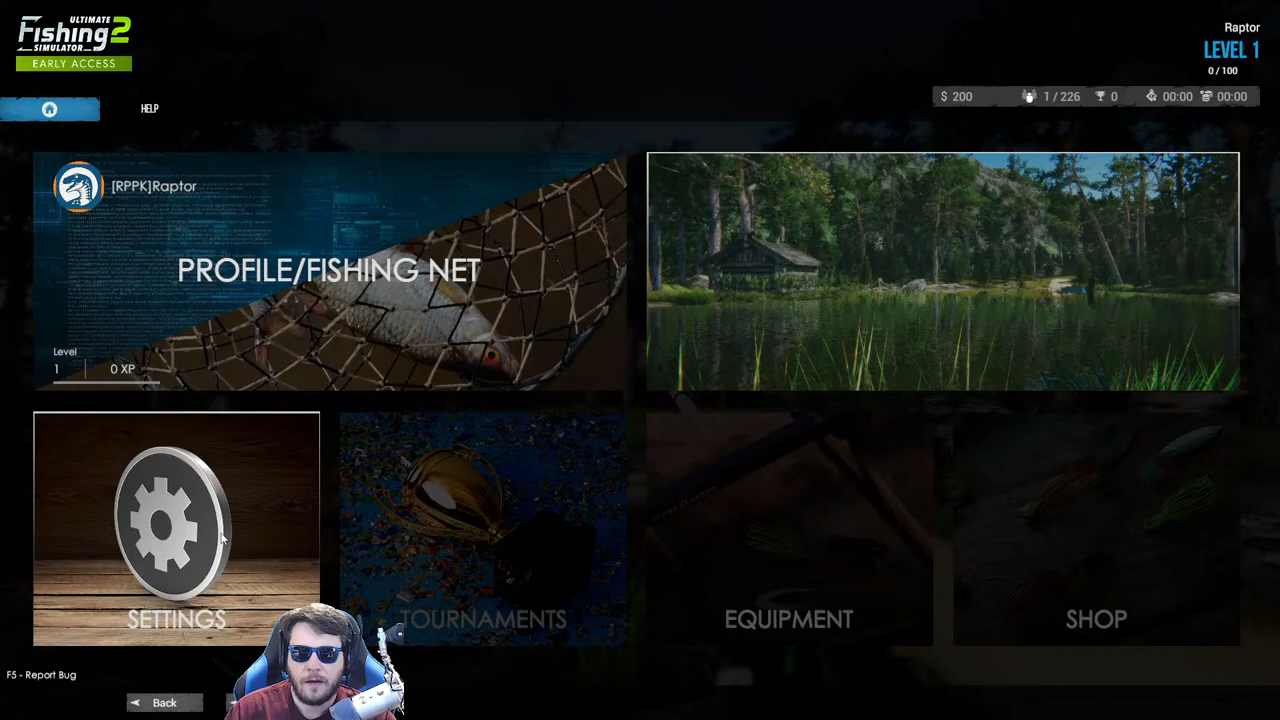 ULTIMATE
Fishing 2
SIMULATOR
EARLY ACCESS
Raptor
LEVEL 1
0 / 100
HELP
$ 200 1 / 226 0 00:00 00:00
[RPPK]Raptor
PROFILE/FISHING NET
Level
1 0 XP
SETTINGS
TOURNAMENTS
EQUIPMENT
SHOP
F5 - Report Bug
Back